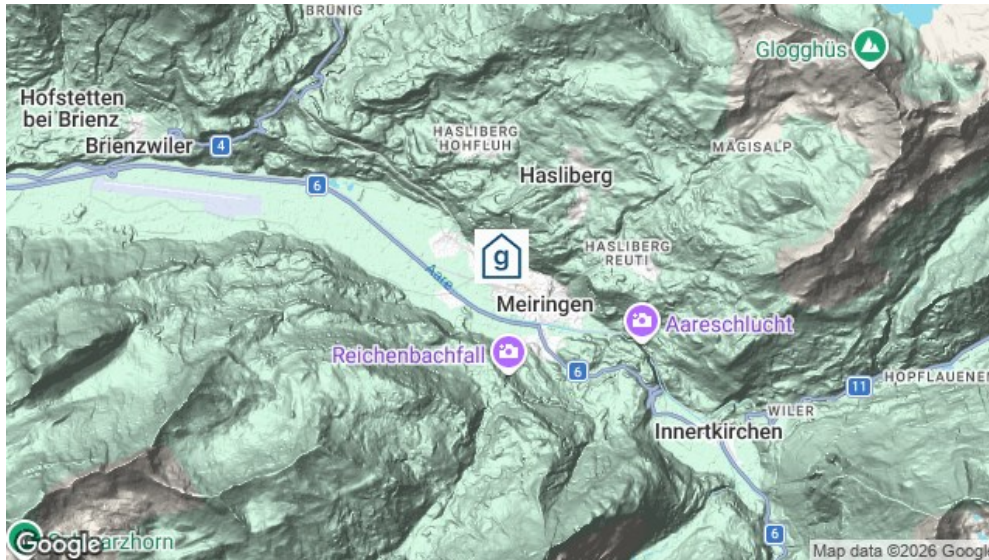 BRÜNIG
Glogghüs
Hofstetten
bei Brienz
Brienzwiler
4
HASLIBERG
HOHFLUH
MÄGISALP
Hasliberg
6
g
HASLIBERG
REUTI
Aare
Meiringen
Aareschlucht
Reichenbachfall
6
11
HOPFLAUENEN
WILER
Innertkirchen
6
Google
arzhorn
Map data ©2026 Google